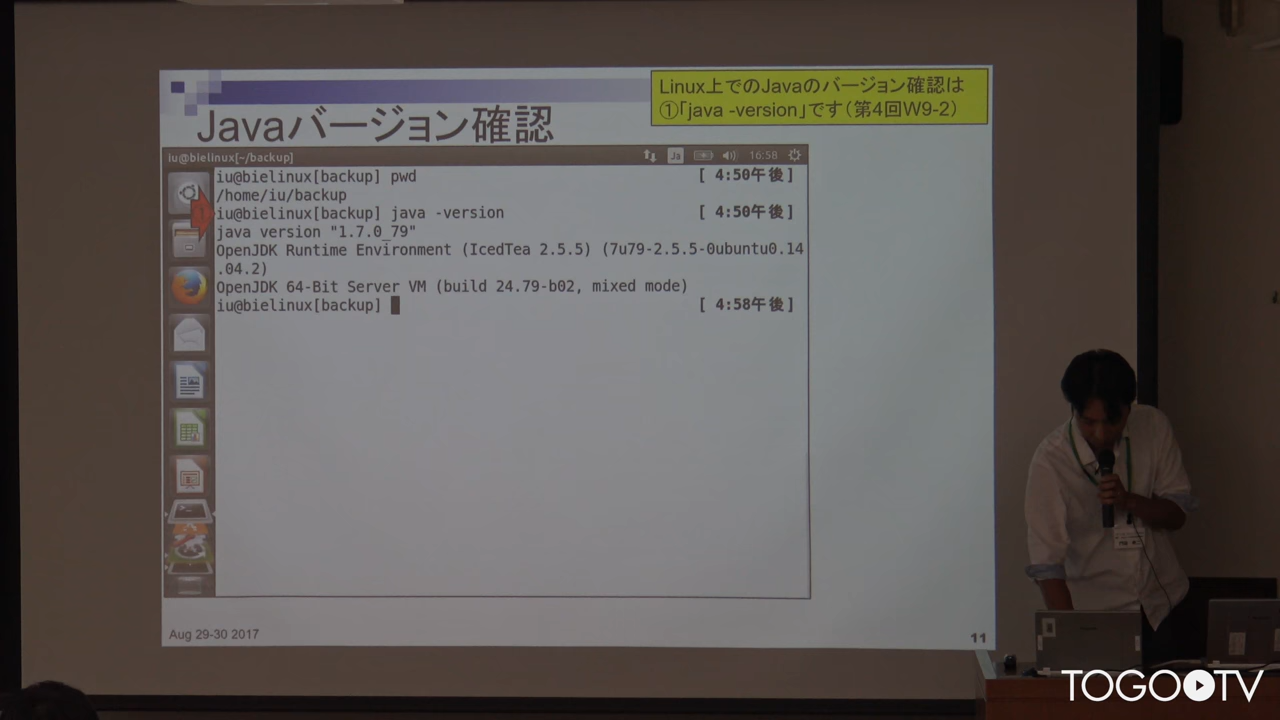 Linux上でのJavaのバージョン確認は
①「java -version」です(第4回W9-2)
Javaバージョン確認
iu@bielinux[~/backup]
Ja
16:58
iu@bielinux[backup] pwd [ 4:50午後]
/home/iu/backup
1
iu@bielinux[backup] java -version [ 4:50午後]
java version "1.7.0_79"
OpenJDK Runtime Environment (IcedTea 2.5.5) (7u79-2.5.5-0ubuntu0.14
.04.2)
OpenJDK 64-Bit Server VM (build 24.79-b02, mixed mode)
iu@bielinux[backup] [ 4:58午後]
Aug 29-30 2017
11
TOGOTV